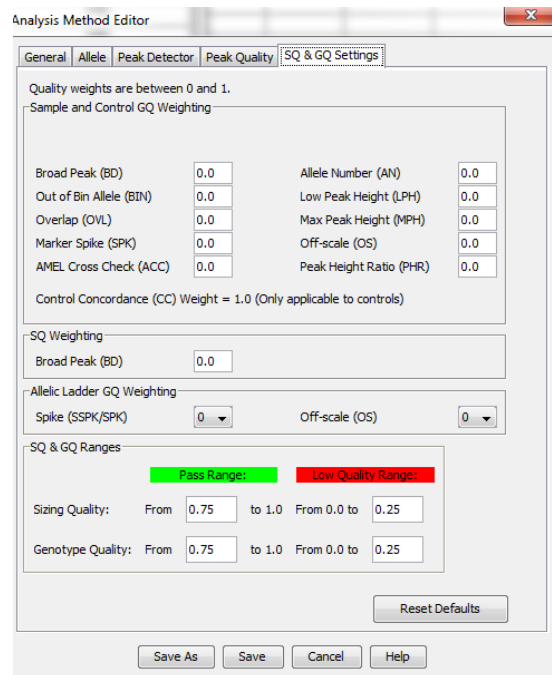 Analysis Method Editor
General Allele Peak Detector Peak Quality SQ & GQ Settings
Quality weights are between 0 and 1.
Sample and Control GQ Weighting
Broad Peak (BD) 0.0 Allele Number (AN) 0.0
Out of Bin Allele (BIN) 0.0 Low Peak Height (LPH) 0.0
Overlap (OVL) 0.0 Max Peak Height (MPH) 0.0
Marker Spike (SPK) 0.0 Off-scale (OS) 0.0
AMEL Cross Check (ACC) 0.0 Peak Height Ratio (PHR) 0.0
Control Concordance (CC) Weight = 1.0 (Only applicable to controls)
SQ Weighting
Broad Peak (BD) 0.0
Allelic Ladder GQ Weighting
Spike (SSPK/SPK) 0 Off-scale (OS) 0
SQ & GQ Ranges
Pass Range: Low Quality Range:
Sizing Quality: From 0.75 to 1.0 From 0.0 to 0.25
Genotype Quality: From 0.75 to 1.0 From 0.0 to 0.25
Reset Defaults
Save As Save Cancel Help